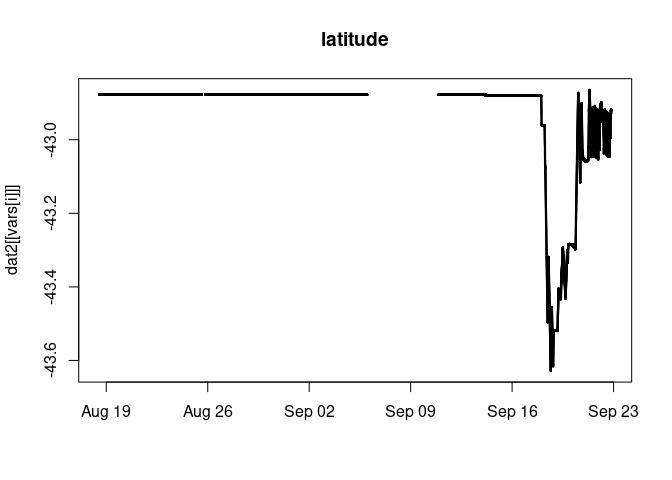 latitude
dat2[[vars[i]]]
-43.0
-43.2
-43.4
-43.6
Aug 19 Aug 26 Sep 02 Sep 09 Sep 16 Sep 23